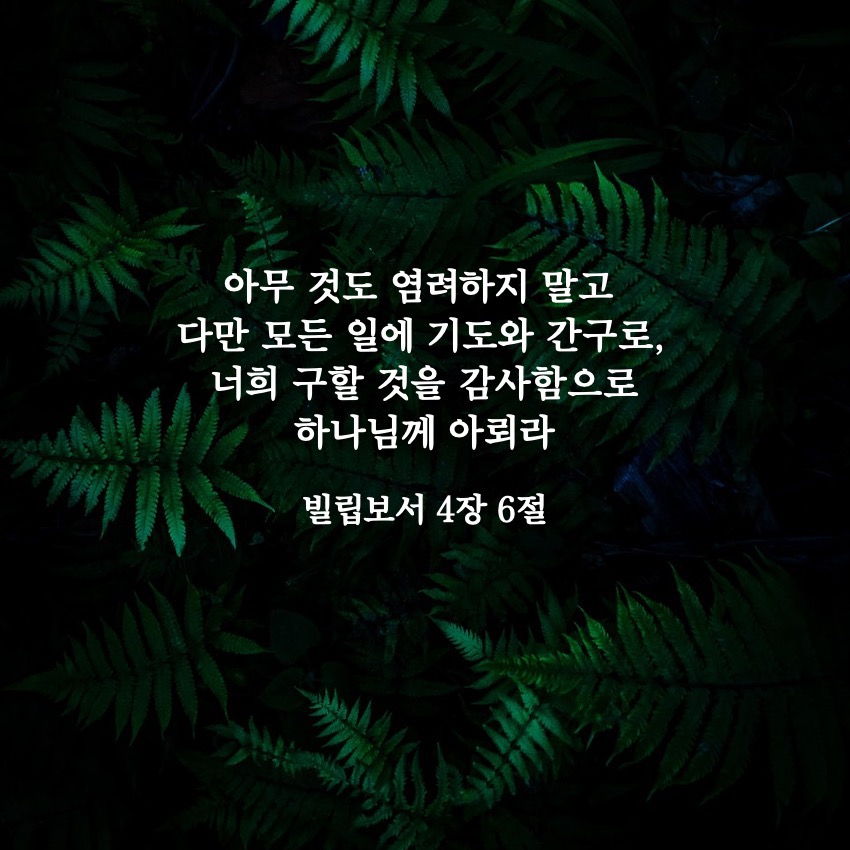 아무 것도 염려하지 말고
다만 모든 일에 기도와 간구로,
너희 구할 것을 감사함으로
하나님께 아뢰라
빌립보서 4장 6절